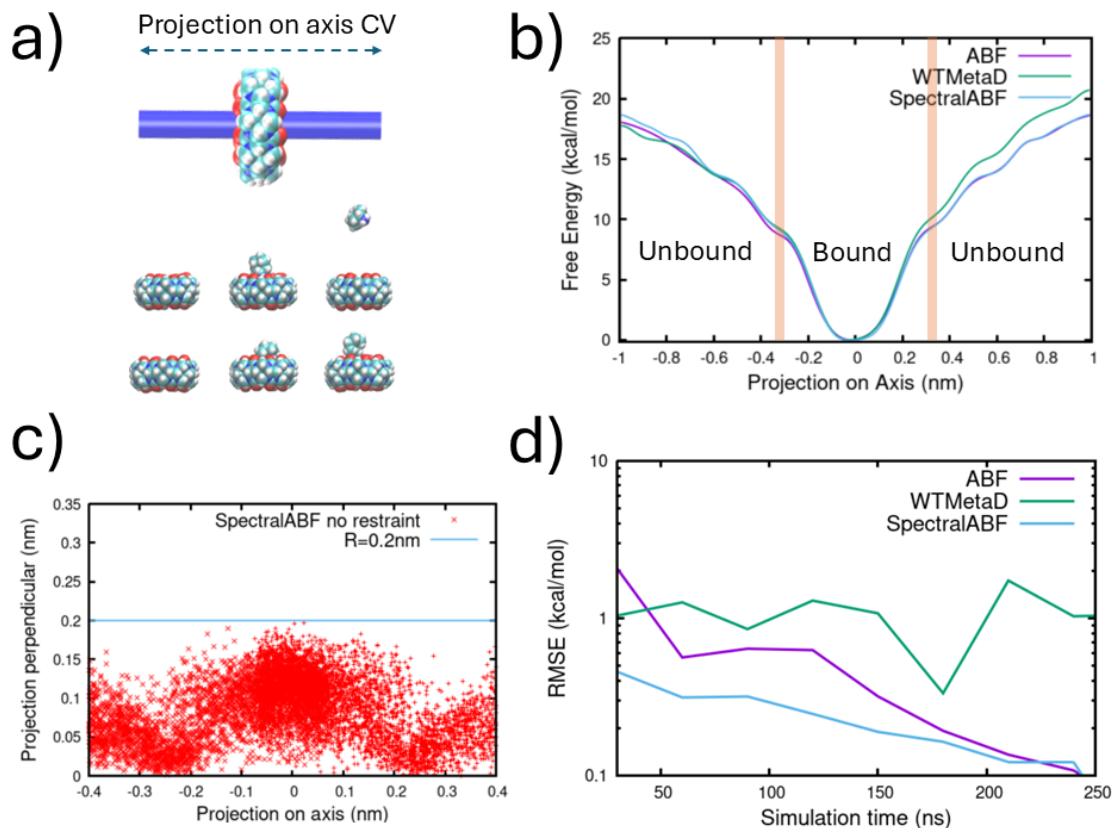 a)
Projection on axis CV
b)
25
20
15
10
5
0
Free Energy (kcal/mol)
ABF
WTMetaD
SpectralABF
Unbound
Bound
Unbound
-1 -0.8 -0.6 -0.4 -0.2 0 0.2 0.4 0.6 0.8 1
Projection on Axis (nm)
c)
0.35
0.3
0.25
0.2
0.15
0.1
0.05
0
Projection perpendicular (nm)
SpectralABF no restraint
R=0.2nm
-0.4 -0.3 -0.2 -0.1 0 0.1 0.2 0.3 0.4
Projection on axis (nm)
d)
10
1
0.1
RMSE (kcal/mol)
ABF
WTMetaD
SpectralABF
50 100 150 200 250
Simulation time (ns)